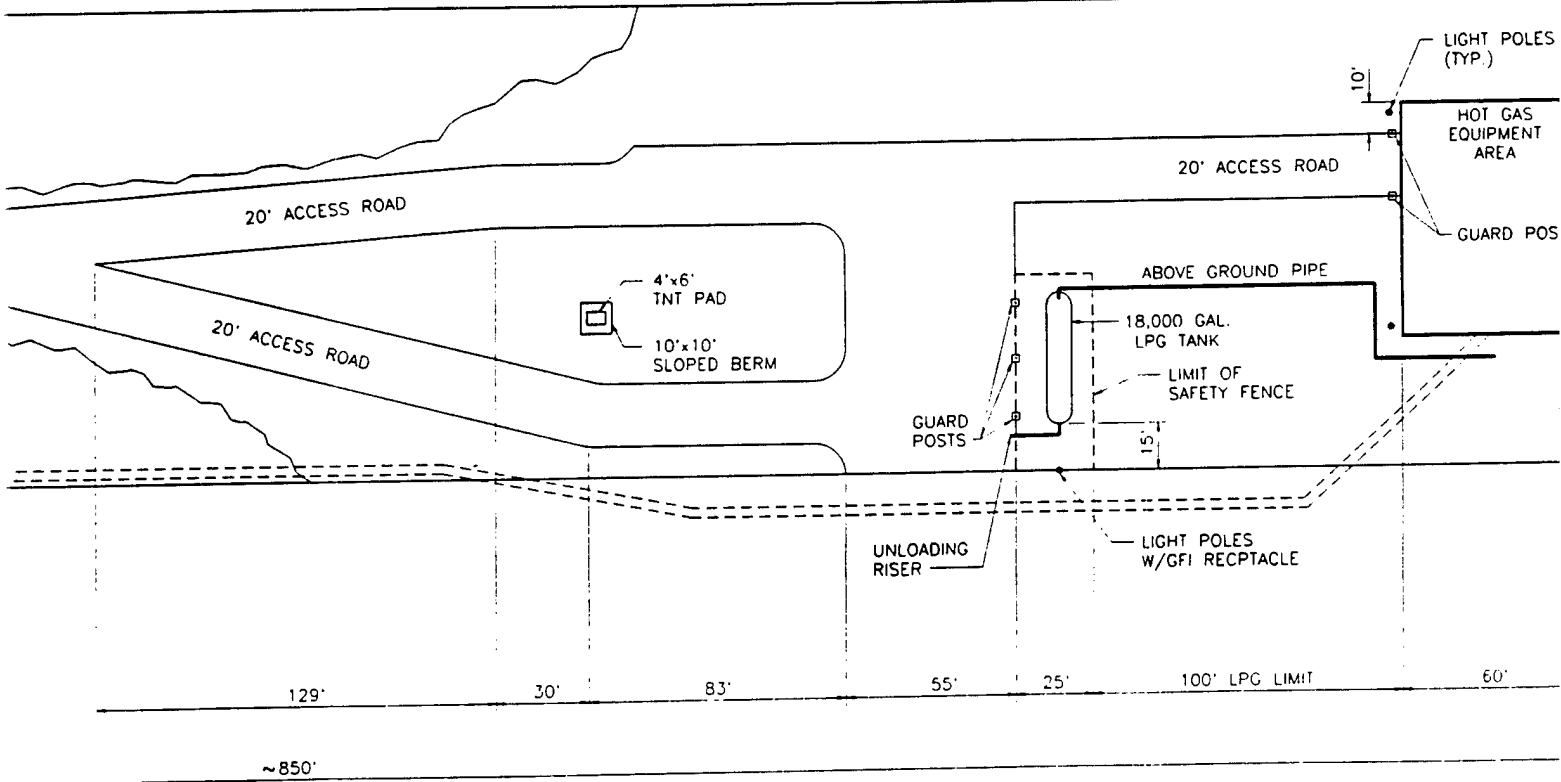 LIGHT POLES
(TYP.)
10'
HOT GAS
EQUIPMENT
AREA
20' ACCESS ROAD
20' ACCESS ROAD
GUARD POS
ABOVE GROUND PIPE
4'x6'
TNT PAD
18,000 GAL.
LPG TANK
20' ACCESS ROAD
10'x10'
SLOPED BERM
LIMIT OF
SAFETY FENCE
GUARD
POSTS
15'
UNLOADING
RISER
LIGHT POLES
W/GFI RECPTACLE
129'
30'
83'
55'
25'
100' LPG LIMIT
60'
~850'